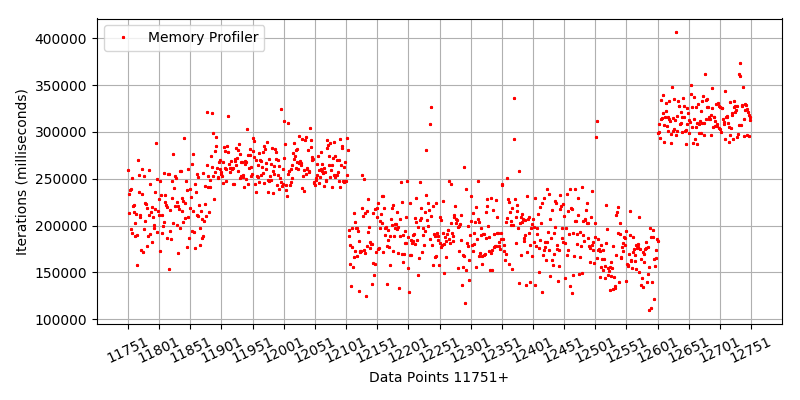 Memory Profiler
400000
350000
300000
250000
200000
150000
100000
Iterations (milliseconds)
11751 11801 11851 11901 11951 12001 12051 12101 12151 12201 12251 12301 12351 12401 12451 12501 12551 12601 12651 12701 12751
Data Points 11751+